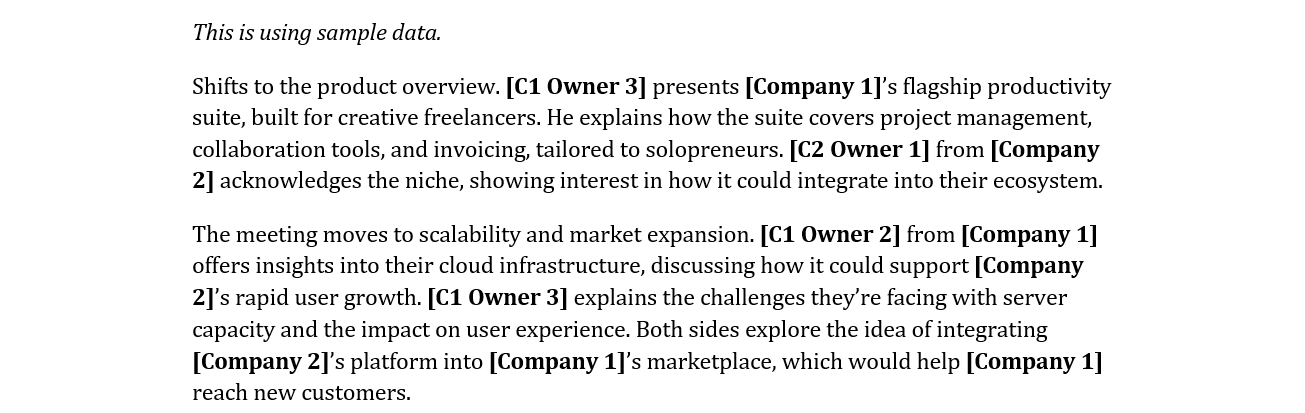 This is using sample data.
Shifts to the product overview. [C1 Owner 3] presents [Company 1]’s flagship productivity
suite, built for creative freelancers. He explains how the suite covers project management,
collaboration tools, and invoicing, tailored to solopreneurs. [C2 Owner 1] from [Company
2] acknowledges the niche, showing interest in how it could integrate into their ecosystem.
The meeting moves to scalability and market expansion. [C1 Owner 2] from [Company 1]
offers insights into their cloud infrastructure, discussing how it could support [Company
2]’s rapid user growth. [C1 Owner 3] explains the challenges they’re facing with server
capacity and the impact on user experience. Both sides explore the idea of integrating
[Company 2]’s platform into [Company 1]’s marketplace, which would help [Company 1]
reach new customers.